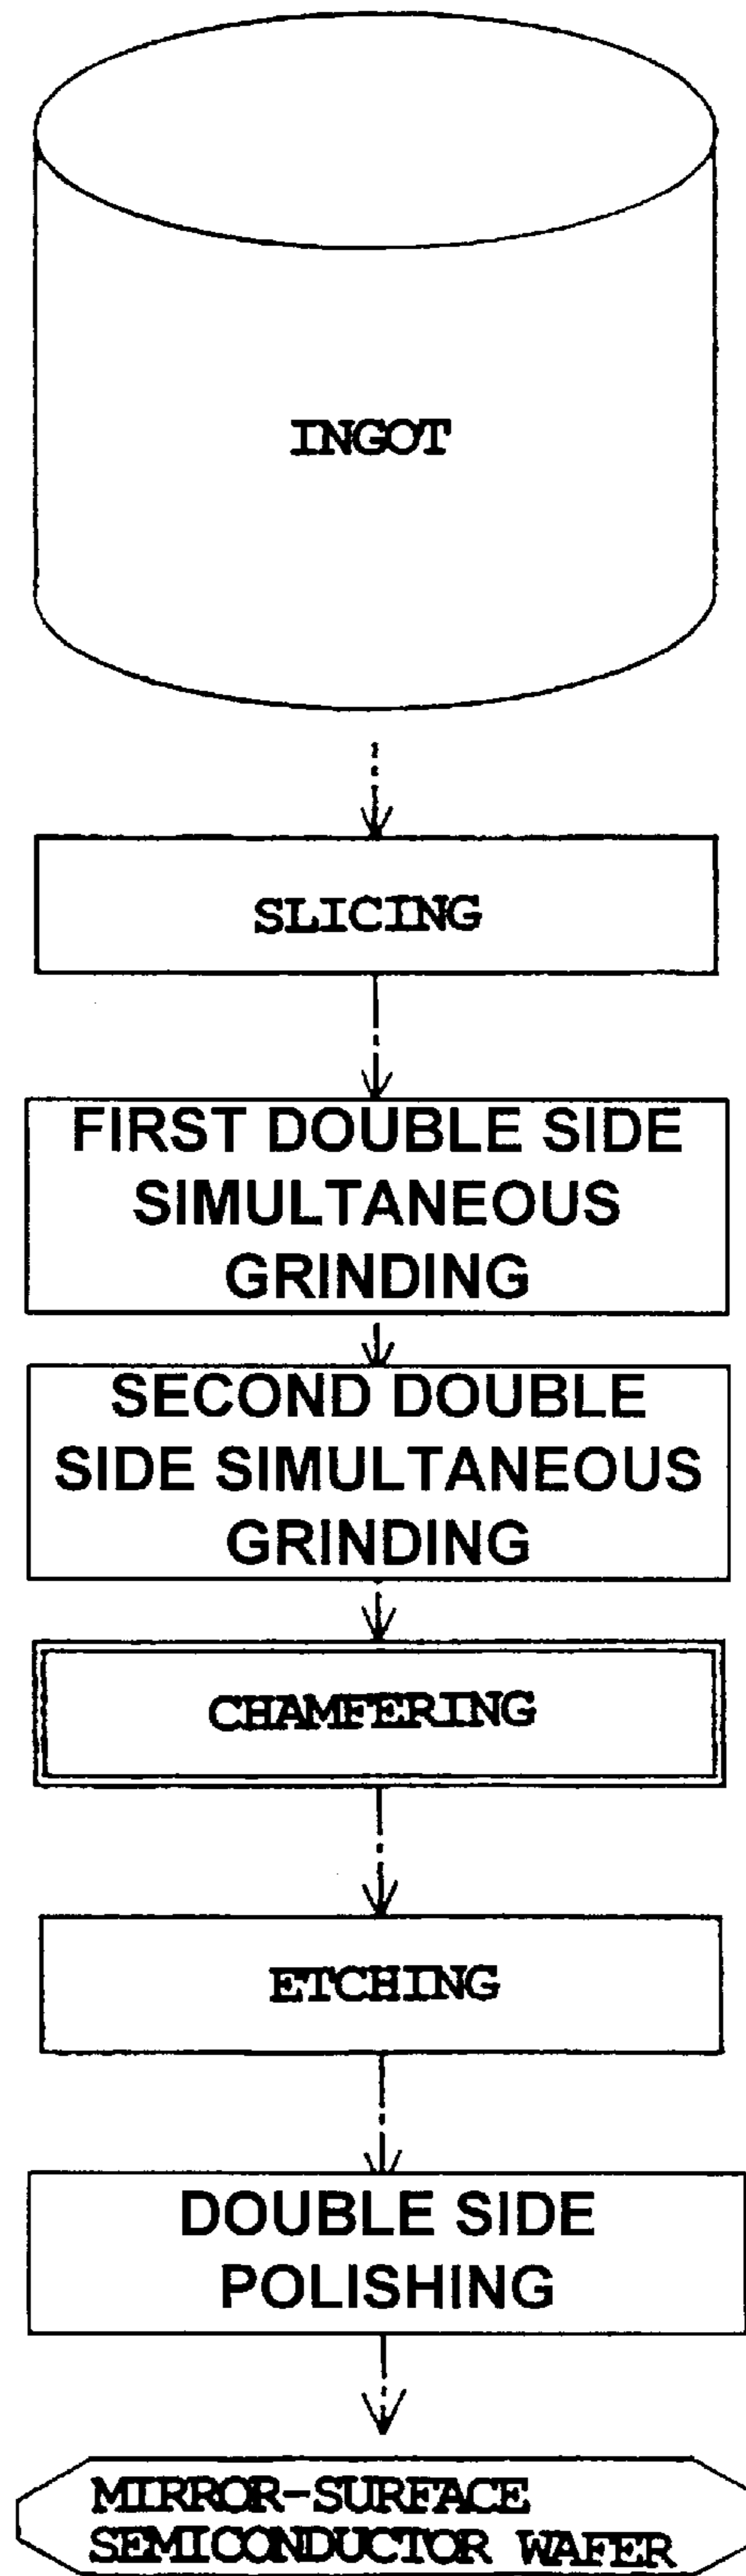 INGOT
SLICING
FIRST DOUBLE SIDE
SIMULTANEOUS
GRINDING
SECOND DOUBLE
SIDE SIMULTANEOUS
GRINDING
CHAMFERING
ETCHING
DOUBLE SIDE
POLISHING
MIRROR-SURFACE
SEMICONDUCTOR WAFER